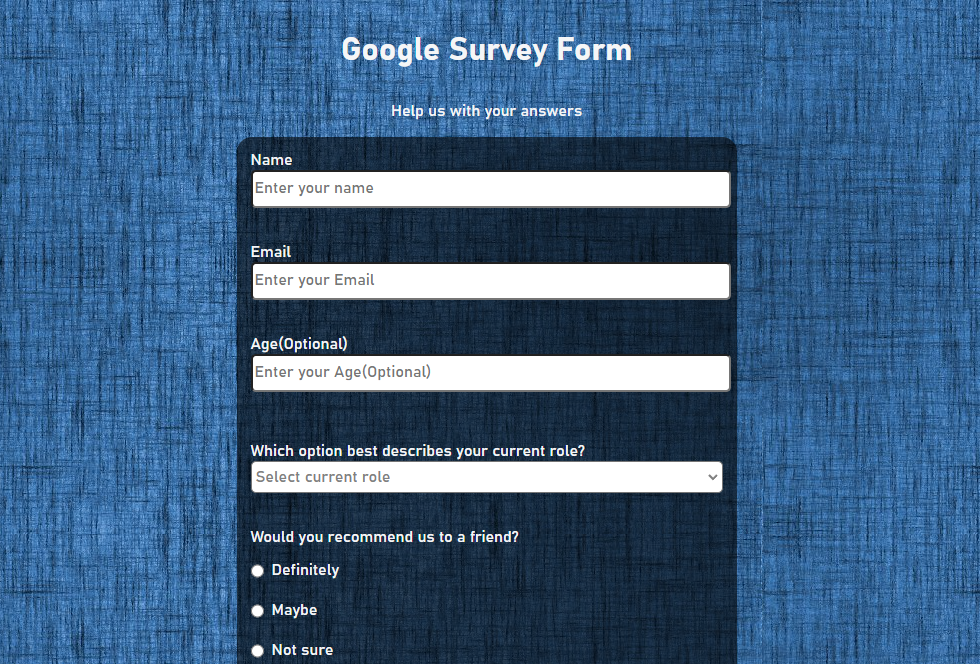 Google Survey Form
Help us with your answers
Name
Enter your name
Email
Enter your Email
Age(Optional)
Enter your Age(Optional)
Which option best describes your current role?
Select current role
Would you recommend us to a friend?
Definitely
Maybe
Not sure